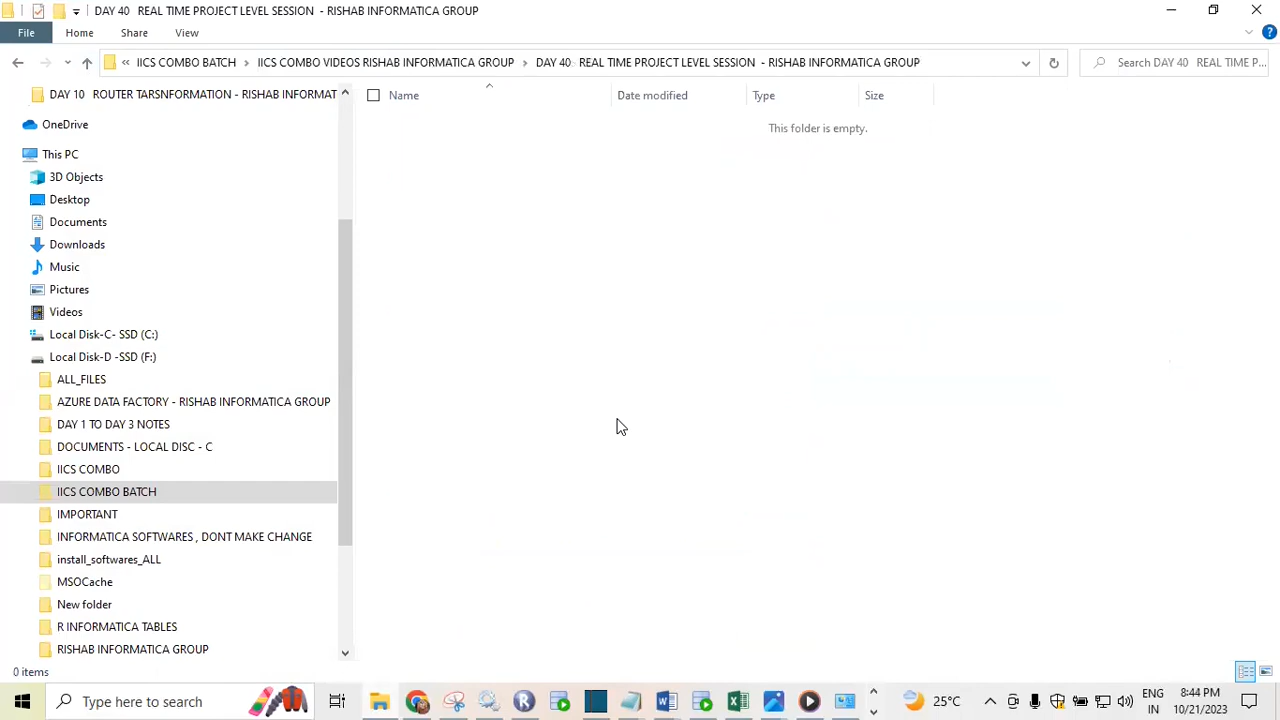 DAY 40 REAL TIME PROJECT LEVEL SESSION - RISHAB INFORMATICA GROUP
File Home Share View
« IICS COMBO BATCH > IICS COMBO VIDEOS RISHAB INFORMATICA GROUP > DAY 40 REAL TIME PROJECT LEVEL SESSION - RISHAB INFORMATICA GROUP
Search DAY 40 REAL TIME P...
DAY 10 ROUTER TARSNFORMATION - RISHAB INFORMAT
Name Date modified Type Size
This folder is empty.
OneDrive
This PC
3D Objects
Desktop
Documents
Downloads
Music
Pictures
Videos
Local Disk-C- SSD (C:)
Local Disk-D -SSD (F:)
ALL_FILES
AZURE DATA FACTORY - RISHAB INFORMATICA GROUP
DAY 1 TO DAY 3 NOTES
DOCUMENTS - LOCAL DISC - C
IICS COMBO
IICS COMBO BATCH
IMPORTANT
INFORMATICA SOFTWARES , DONT MAKE CHANGE
install_softwares_ALL
MSOCache
New folder
R INFORMATICA TABLES
RISHAB INFORMATICA GROUP
0 items
Type here to search
25°C
ENG
IN
8:44 PM
10/21/2023